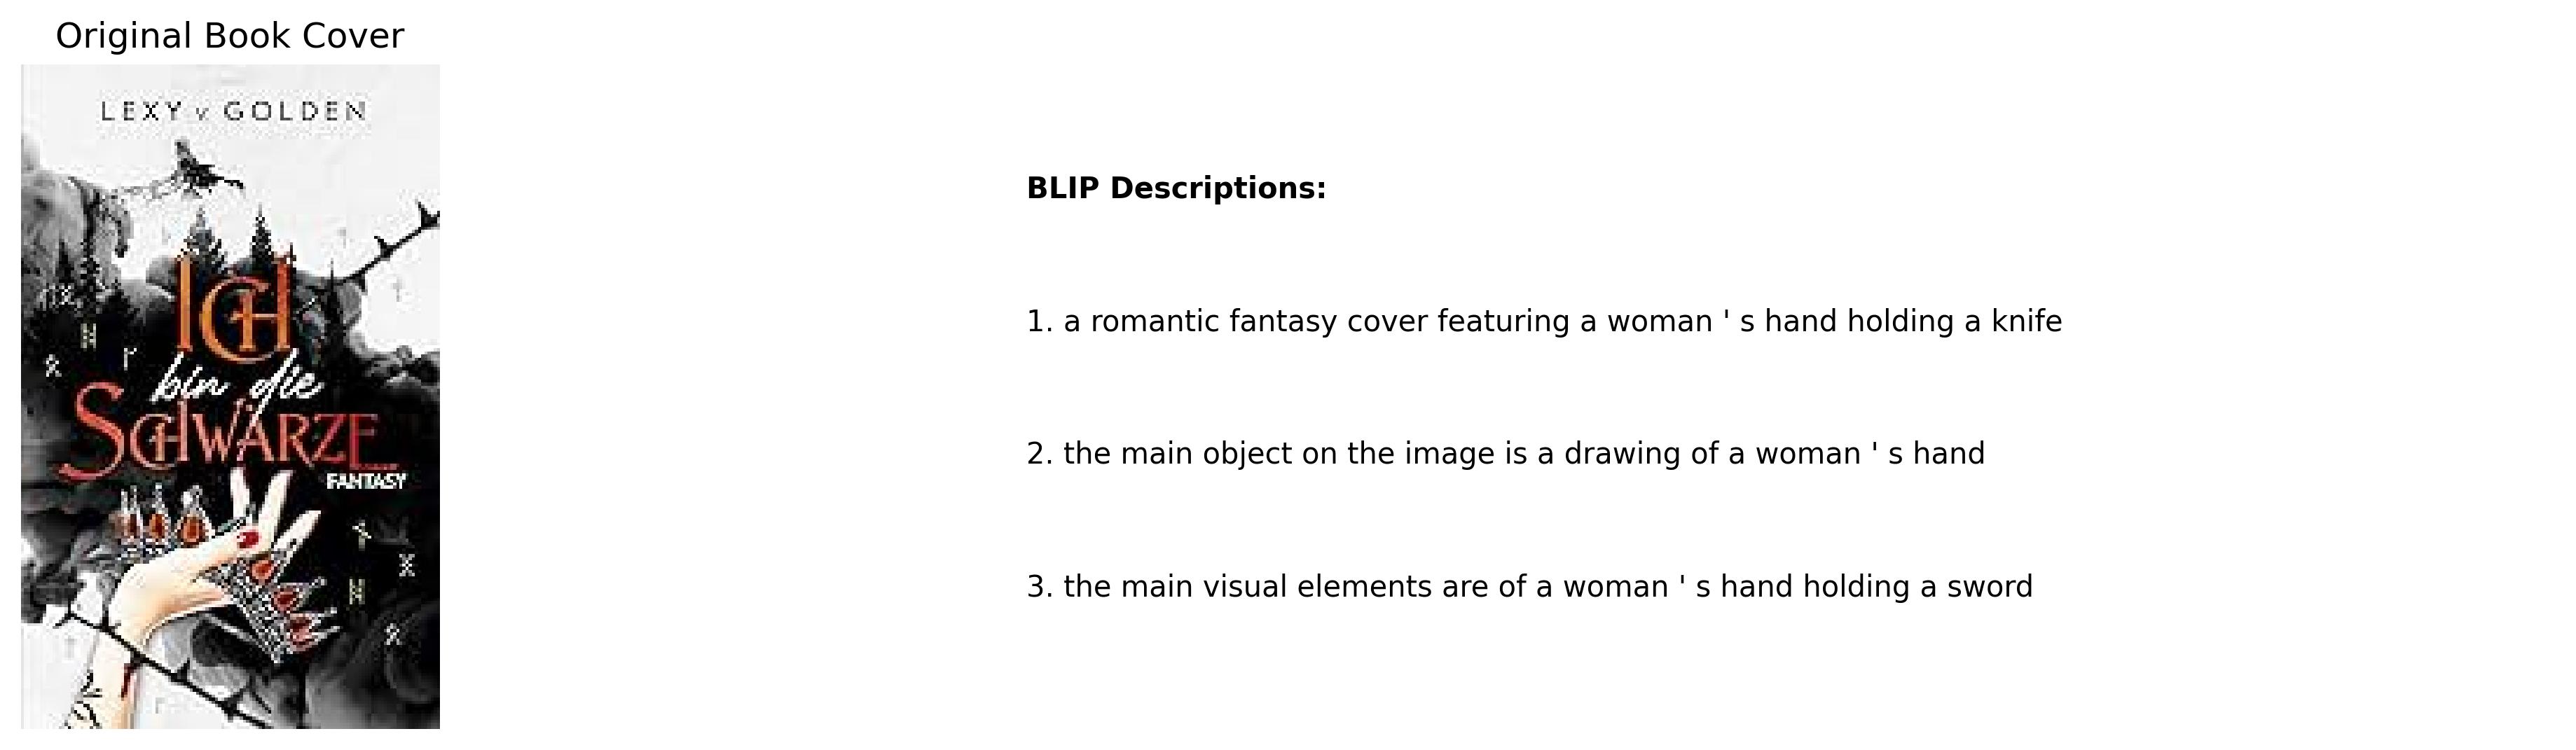 Original Book Cover
LEXY v GOLDEN
ICH
bin die
SCHWARZE
FANTASY
BLIP Descriptions:
1. a romantic fantasy cover featuring a woman ' s hand holding a knife
2. the main object on the image is a drawing of a woman ' s hand
3. the main visual elements are of a woman ' s hand holding a sword